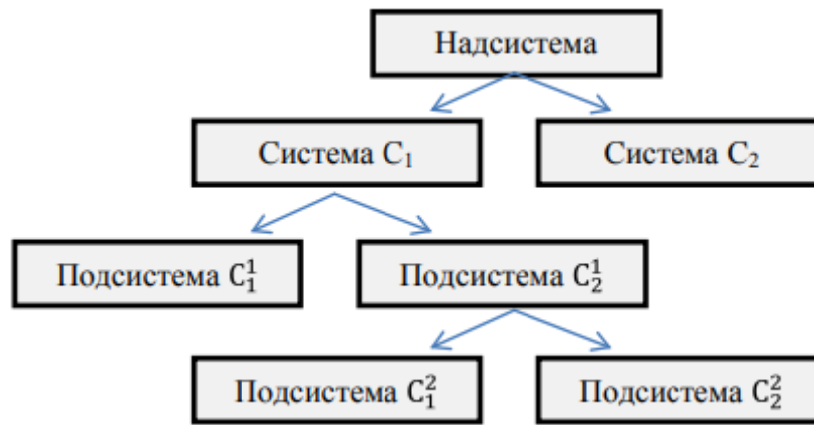 Надсистема
Система С₁
Система С₂
Подсистема С₁¹
Подсистема С₂¹
Подсистема С₁²
Подсистема С₂²